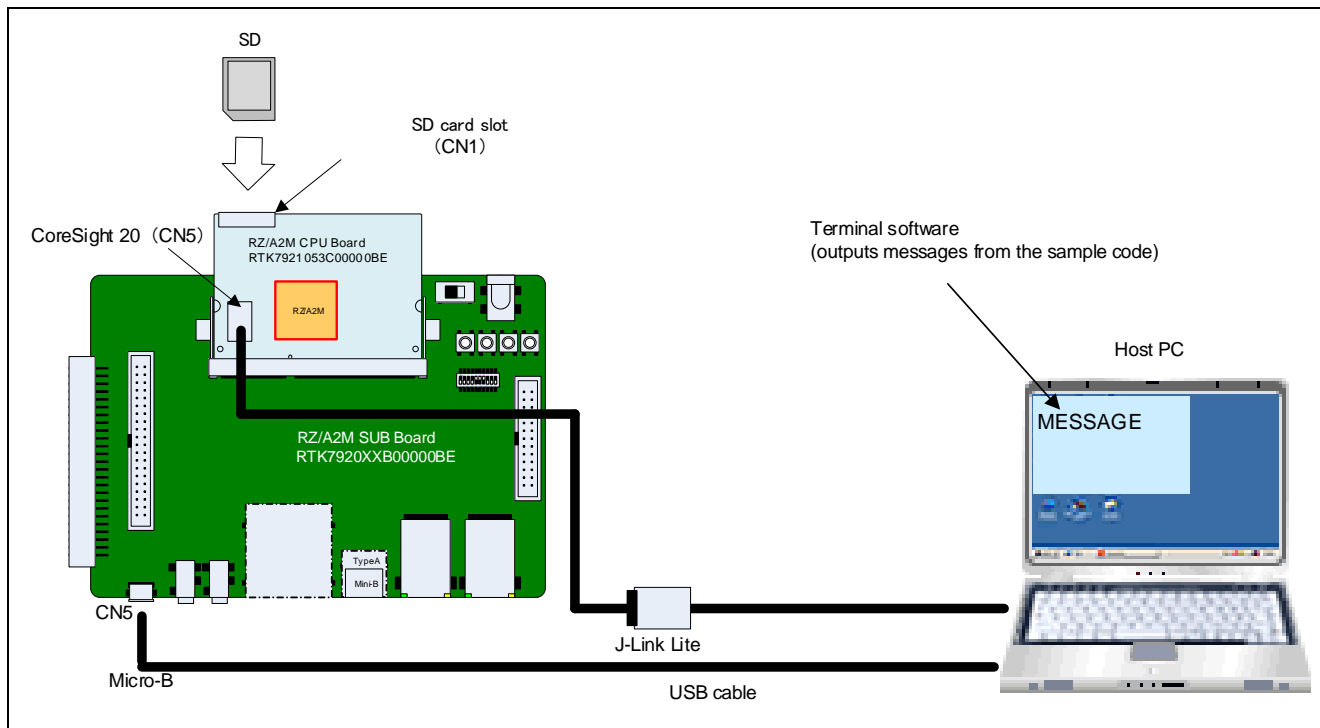 SD
SD card slot
（CN1）
CoreSight 20（CN5）
RZ/A2M CPU Board
RTK7921053C00000BE
RZ/A2M
Terminal software
(outputs messages from the sample code)
Host PC
MESSAGE
RZ/A2M SUB Board
RTK7920XXB00000BE
TypeA
Mini-B
CN5
J-Link Lite
Micro-B
USB cable